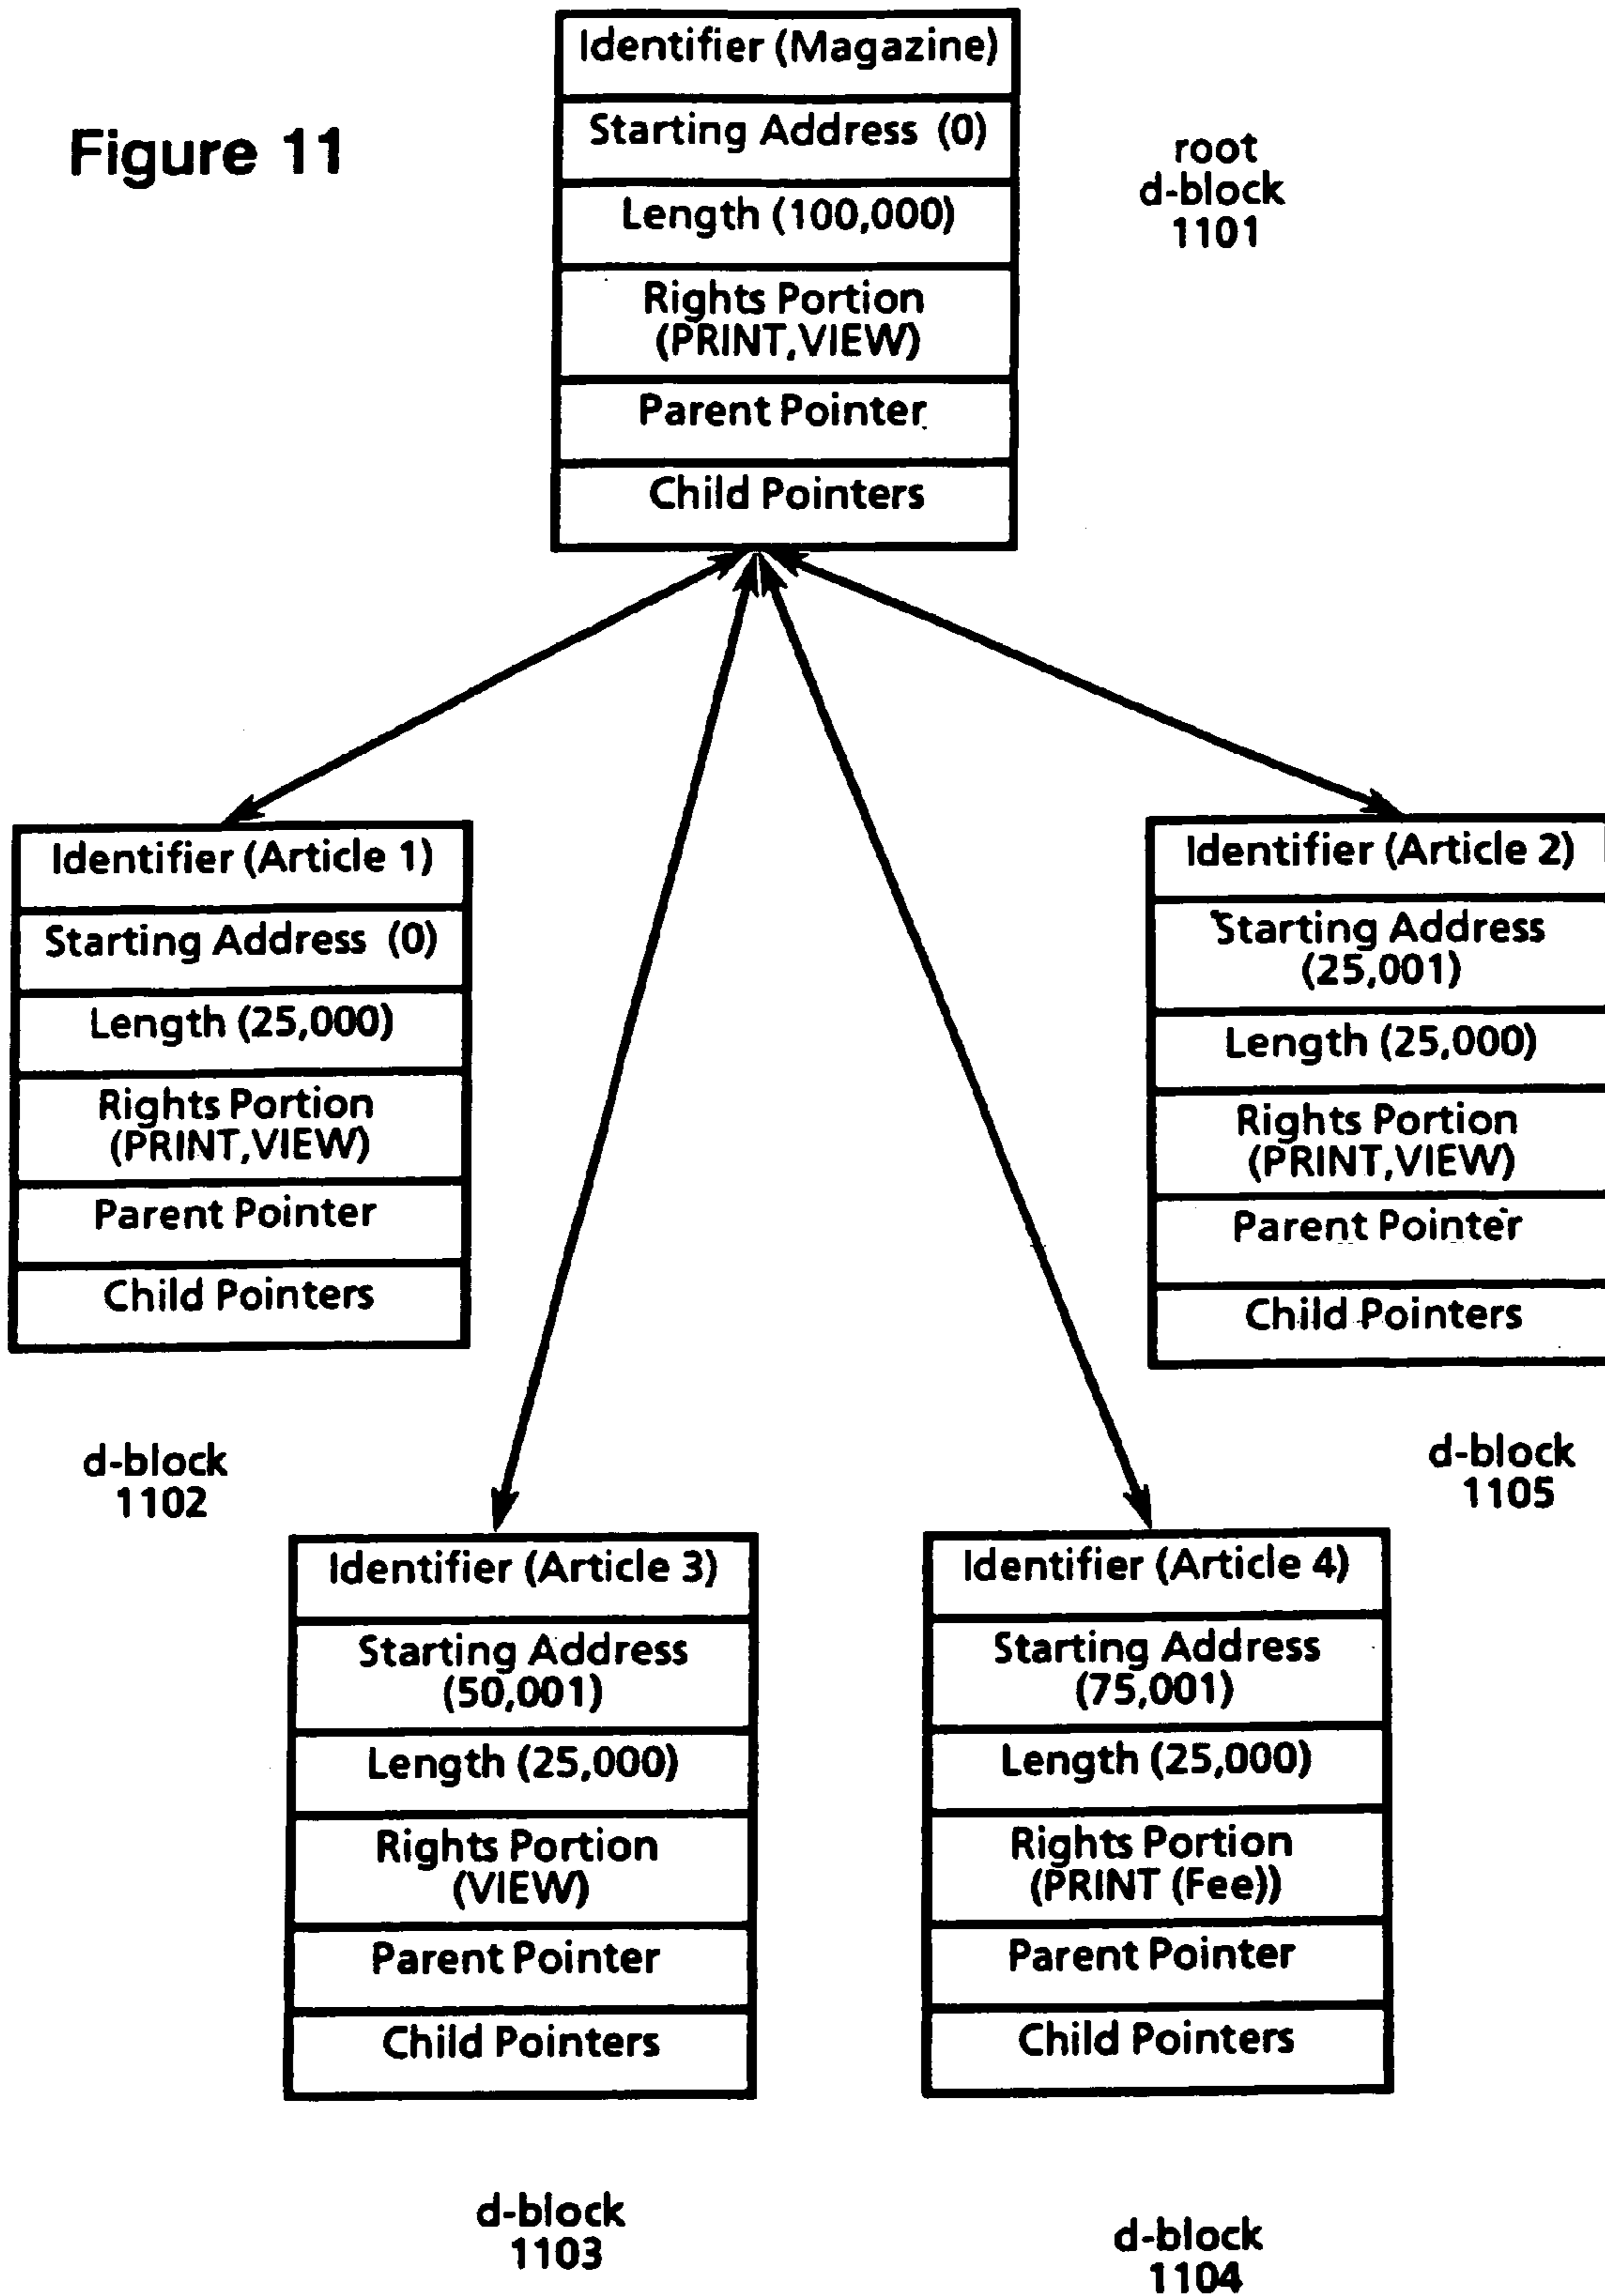 Figure 11
Identifier (Magazine)
Starting Address (0)
Length (100,000)
Rights Portion
(PRINT,VIEW)
Parent Pointer
Child Pointers
root
d-block
1101
Identifier (Article 1)
Starting Address (0)
Length (25,000)
Rights Portion
(PRINT,VIEW)
Parent Pointer
Child Pointers
d-block
1102
Identifier (Article 2)
Starting Address
(25,001)
Length (25,000)
Rights Portion
(PRINT,VIEW)
Parent Pointer
Child Pointers
d-block
1105
Identifier (Article 3)
Starting Address
(50,001)
Length (25,000)
Rights Portion
(VIEW)
Parent Pointer
Child Pointers
d-block
1103
Identifier (Article 4)
Starting Address
(75,001)
Length (25,000)
Rights Portion
(PRINT (Fee))
Parent Pointer
Child Pointers
d-block
1104